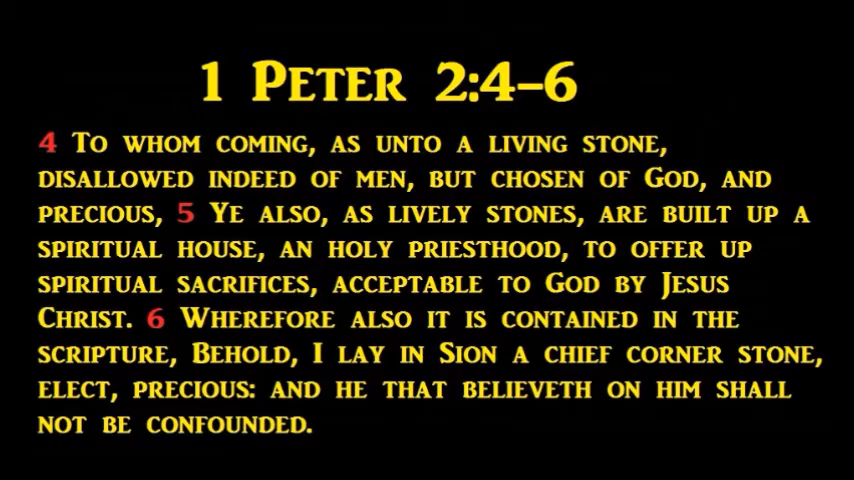 1 Peter 2:4–6
4 To whom coming, as unto a living stone,
disallowed indeed of men, but chosen of God, and
precious, 5 Ye also, as lively stones, are built up a
spiritual house, an holy priesthood, to offer up
spiritual sacrifices, acceptable to God by Jesus
Christ. 6 Wherefore also it is contained in the
scripture, Behold, I lay in Sion a chief corner stone,
elect, precious: and he that believeth on him shall
not be confounded.